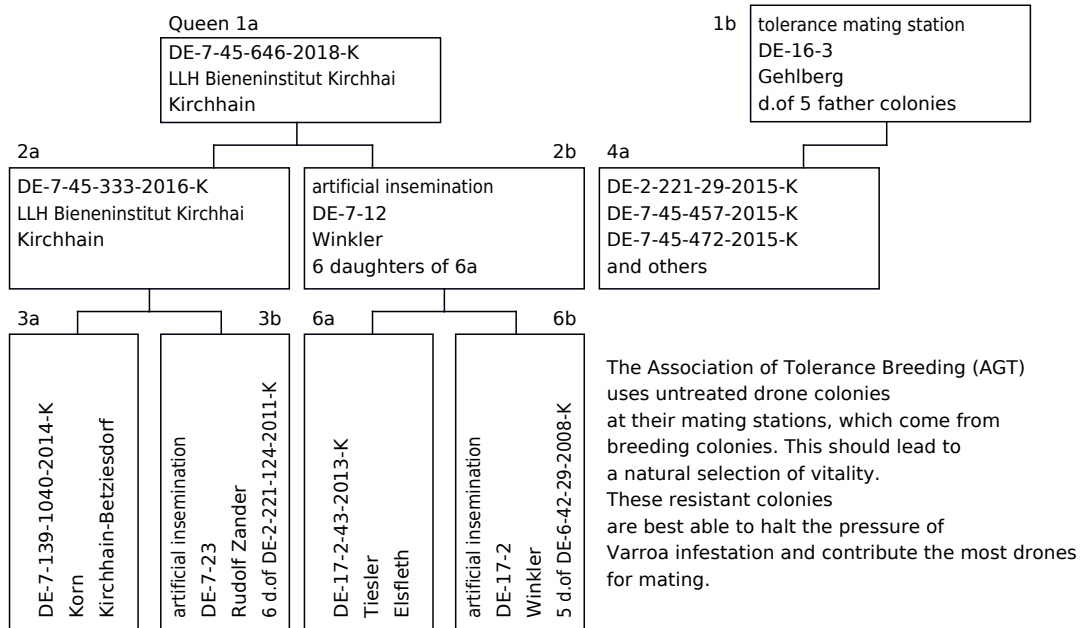 Queen 1a
DE-7-45-646-2018-K
LLH Bieneninstitut Kirchhai
Kirchhain
1b
tolerance mating station
DE-16-3
Gehlberg
d.of 5 father colonies
2a
DE-7-45-333-2016-K
LLH Bieneninstitut Kirchhai
Kirchhain
2b
artificial insemination
DE-7-12
Winkler
6 daughters of 6a
4a
DE-2-221-29-2015-K
DE-7-45-457-2015-K
DE-7-45-472-2015-K
and others
3a
DE-7-139-1040-2014-K
Korn
Kirchhain-Betziesdorf
3b
artificial insemination
DE-7-23
Rudolf Zander
6 d.of DE-2-221-124-2011-K
6a
DE-17-2-43-2013-K
Tiesler
Elsfleth
6b
artificial insemination
DE-17-2
Winkler
5 d.of DE-6-42-29-2008-K
The Association of Tolerance Breeding (AGT)
uses untreated drone colonies
at their mating stations, which come from
breeding colonies. This should lead to
a natural selection of vitality.
These resistant colonies
are best able to halt the pressure of
Varroa infestation and contribute the most drones
for mating.